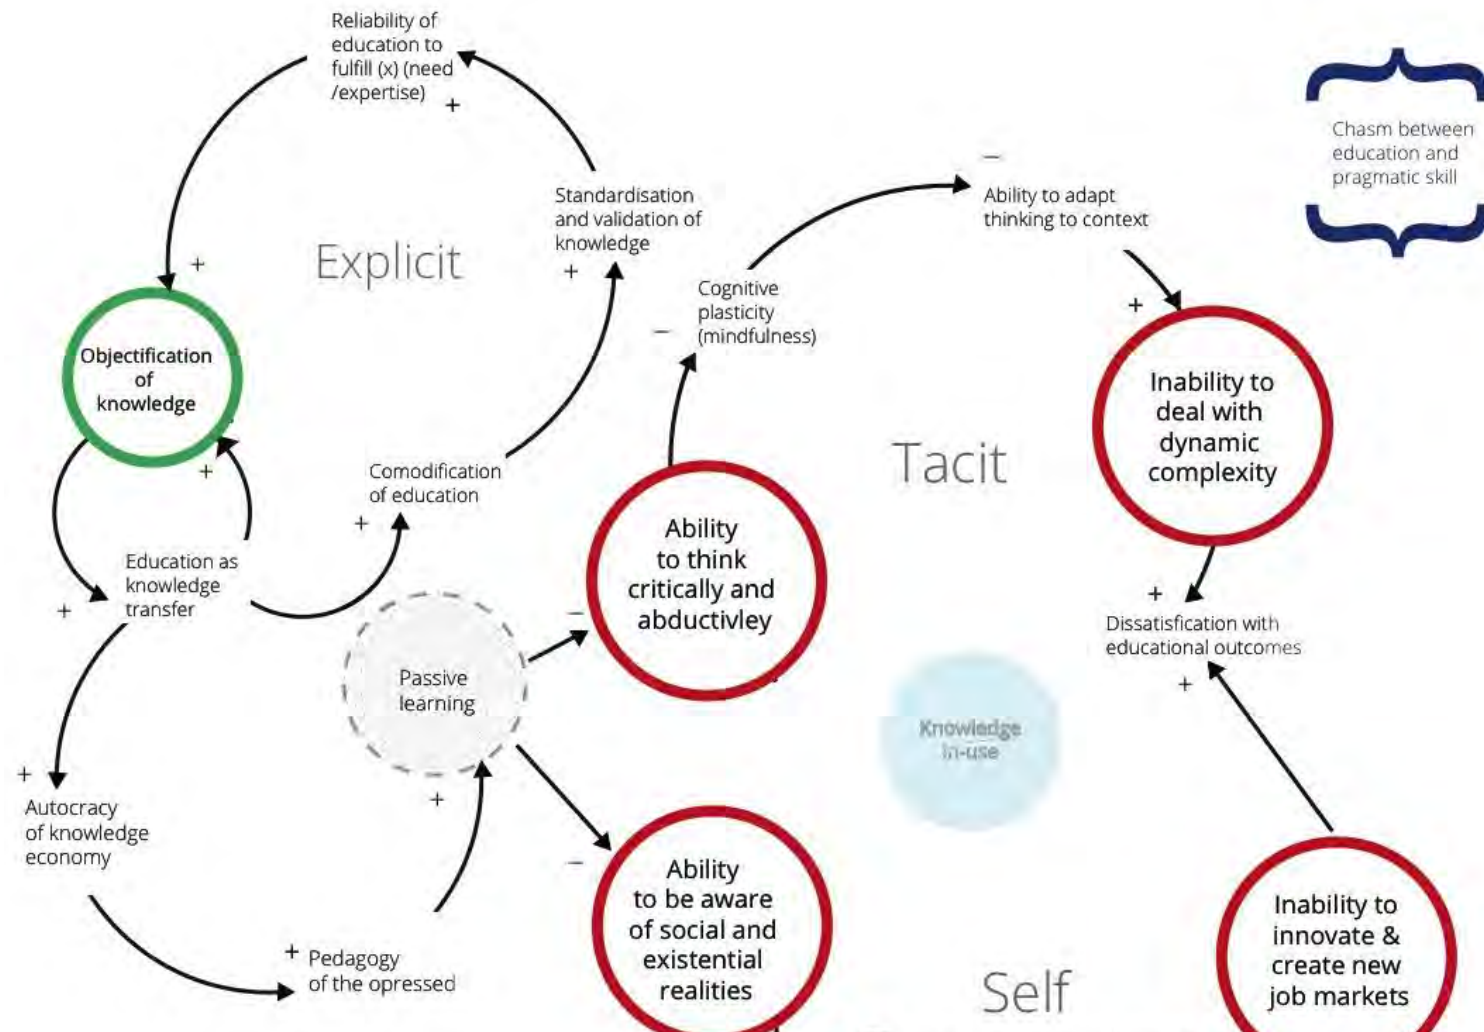 Reliability of
education to
fulfill (x) (need
/expertise)
+
Chasm between
education and
pragmatic skill
–
Ability to adapt
thinking to context
+
Standardisation
and validation of
knowledge
+
Explicit
+
Cognitive
plasticity
(mindfulness)
–
Objectification
of
knowledge
+
Inability to
deal with
dynamic
complexity
+
Tacit
Comodification
of education
+
Ability
to think
critically and
abductivley
–
Education as
knowledge
transfer
+
Passive
learning
+
Dissatisfication with
educational outcomes
+
+
Knowledge
in-use
+
Autocracy
of knowledge
economy
Ability
to be aware
of social and
existential
realities
–
+
Pedagogy
of the opressed
Self
Inability to
innovate &
create new
job markets